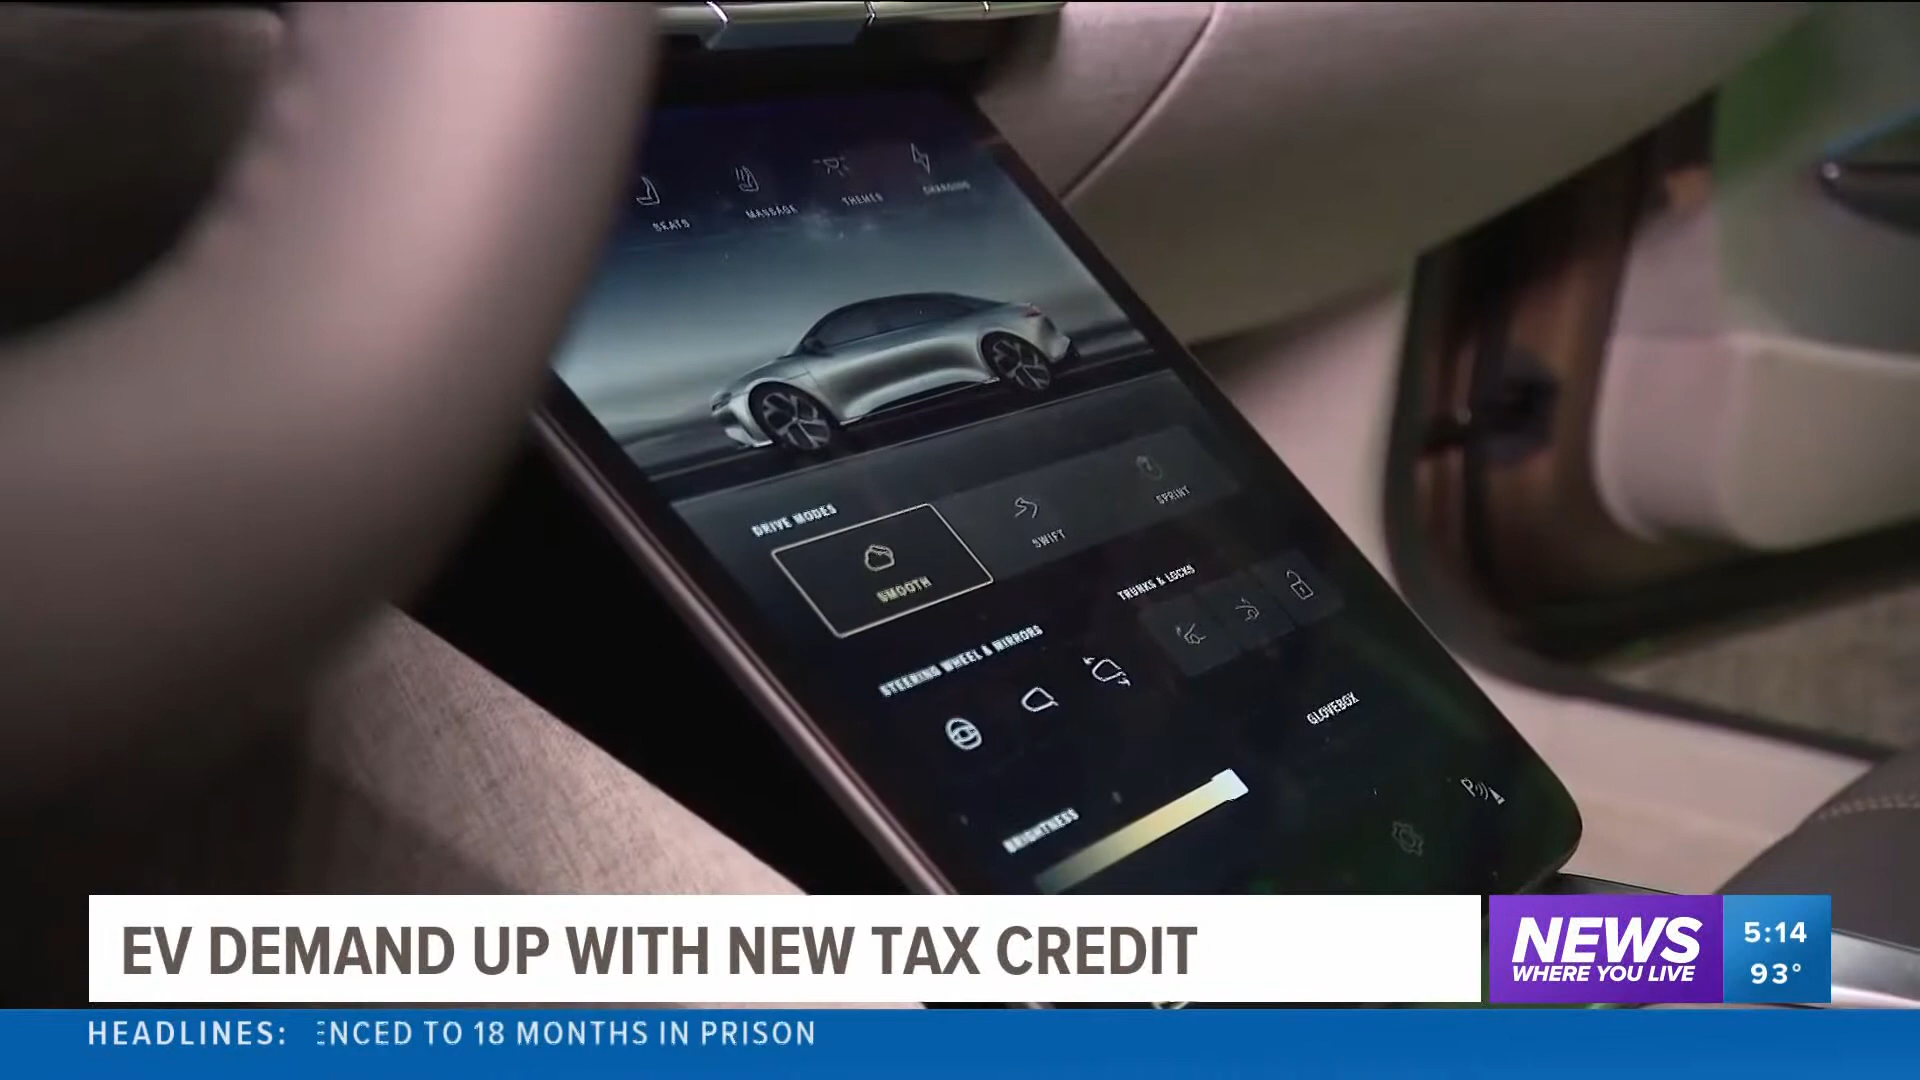 SEATS
MASSAGE
THEMES
CHARGING
DRIVE MODES
SMOOTH
SWIFT
SPRINT
TRUNKS & LOCKS
STEERING WHEEL & MIRRORS
GLOVEBOX
BRIGHTNESS
P
EV DEMAND UP WITH NEW TAX CREDIT
NEWS
WHERE YOU LIVE
5:14
93°
HEADLINES: ENCED TO 18 MONTHS IN PRISON